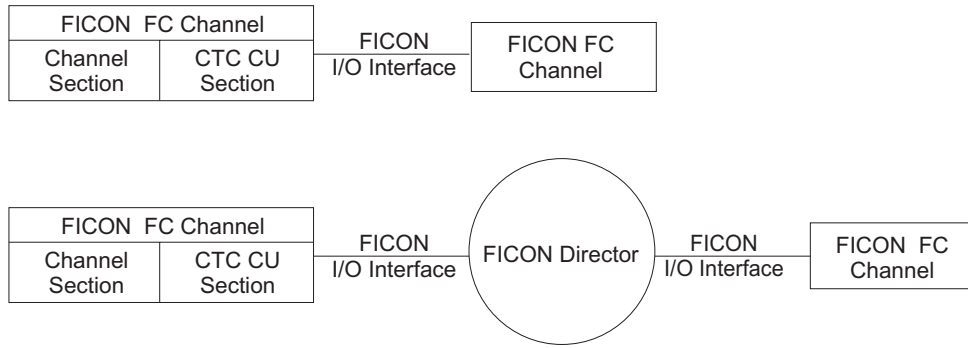 FICON FC Channel
Channel
Section
CTC CU
Section
FICON
I/O Interface
FICON FC
Channel
FICON FC Channel
Channel
Section
CTC CU
Section
FICON
I/O Interface
FICON Director
FICON
I/O Interface
FICON FC
Channel